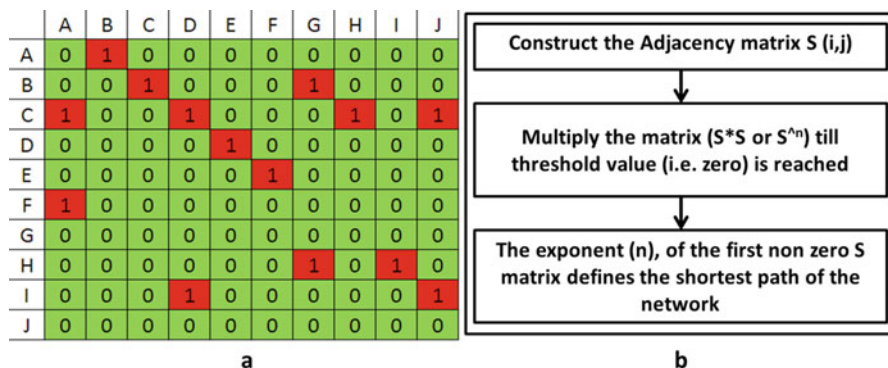 A B C D E F G H I J
A 0 1 0 0 0 0 0 0 0 0
B 0 0 1 0 0 0 1 0 0 0
C 1 0 0 1 0 0 0 1 0 1
D 0 0 0 0 1 0 0 0 0 0
E 0 0 0 0 0 1 0 0 0 0
F 1 0 0 0 0 0 0 0 0 0
G 0 0 0 0 0 0 0 0 0 0
H 0 0 0 0 0 0 1 0 1 0
I 0 0 0 1 0 0 0 0 0 1
J 0 0 0 0 0 0 0 0 0 0
a
Construct the Adjacency matrix S (i,j)
Multiply the matrix (S*S or S^n) till
threshold value (i.e. zero) is reached
The exponent (n), of the first non zero S
matrix defines the shortest path of the
network
b